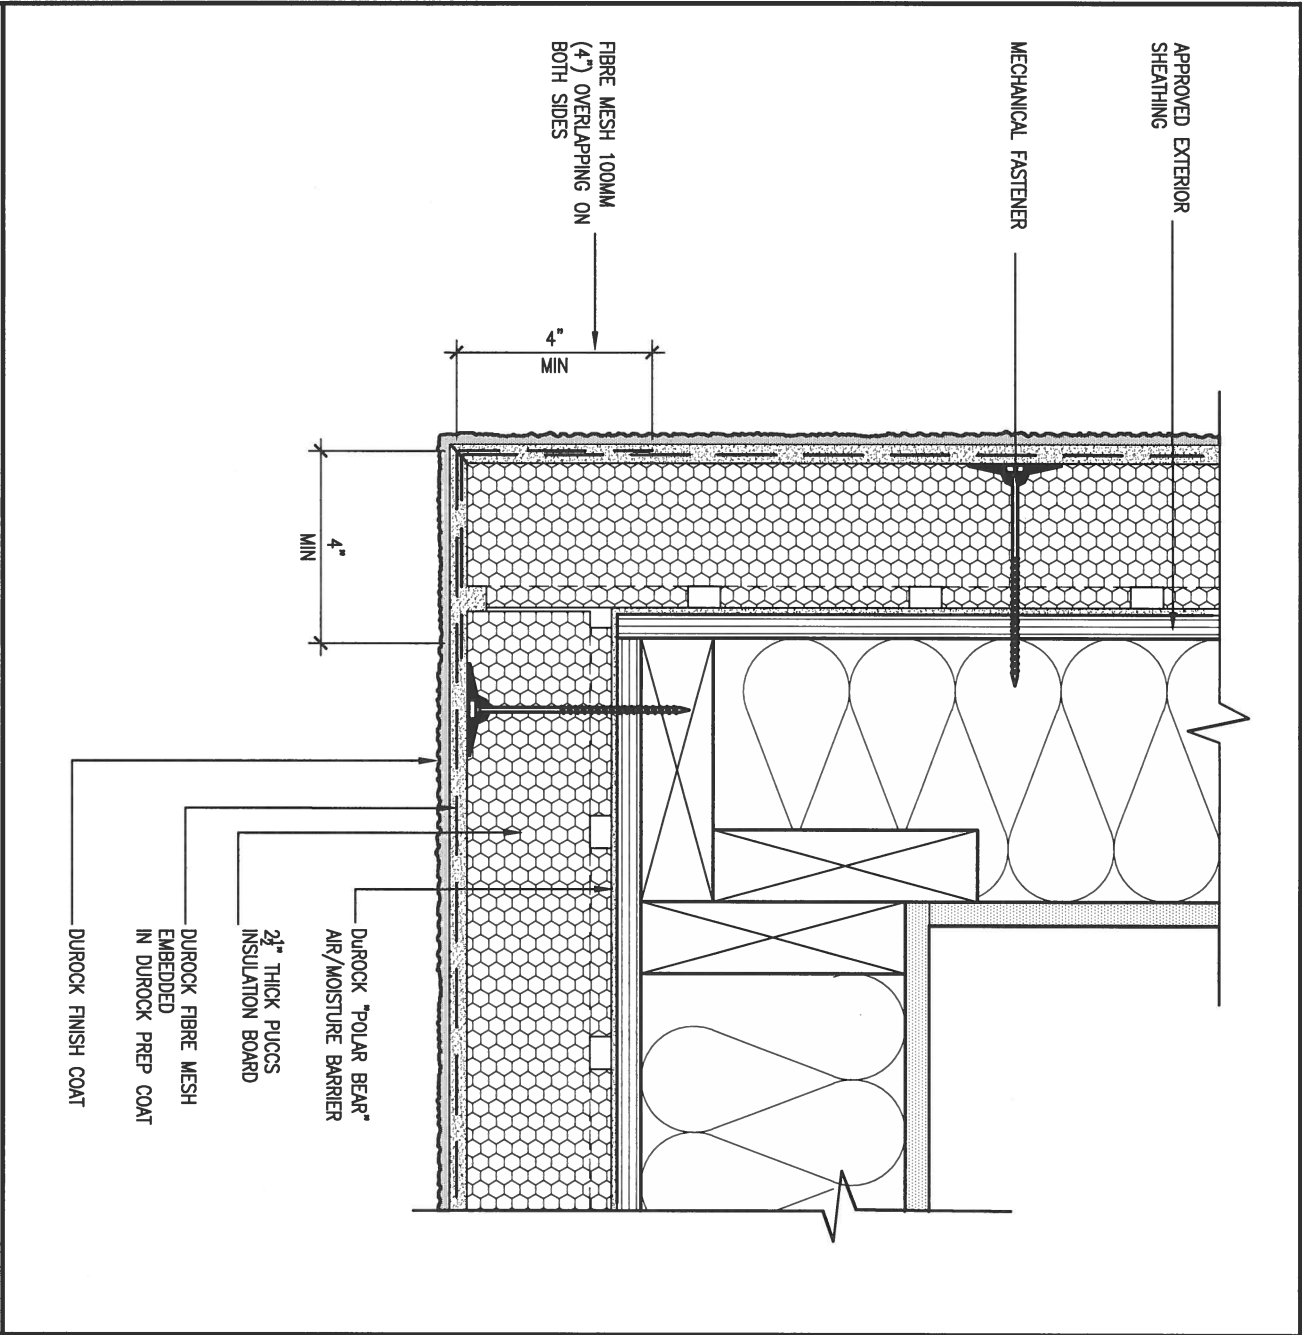 APPROVED EXTERIOR
SHEATHING
MECHANICAL FASTENER
FIBRE MESH 100MM
(4") OVERLAPPING ON
BOTH SIDES
4"
MIN
4"
MIN
DuROCK "POLAR BEAR"
AIR/MOISTURE BARRIER
2½" THICK PUCCS
INSULATION BOARD
DUROCK FIBRE MESH
EMBEDDED
IN DUROCK PREP COAT
DUROCK FINISH COAT